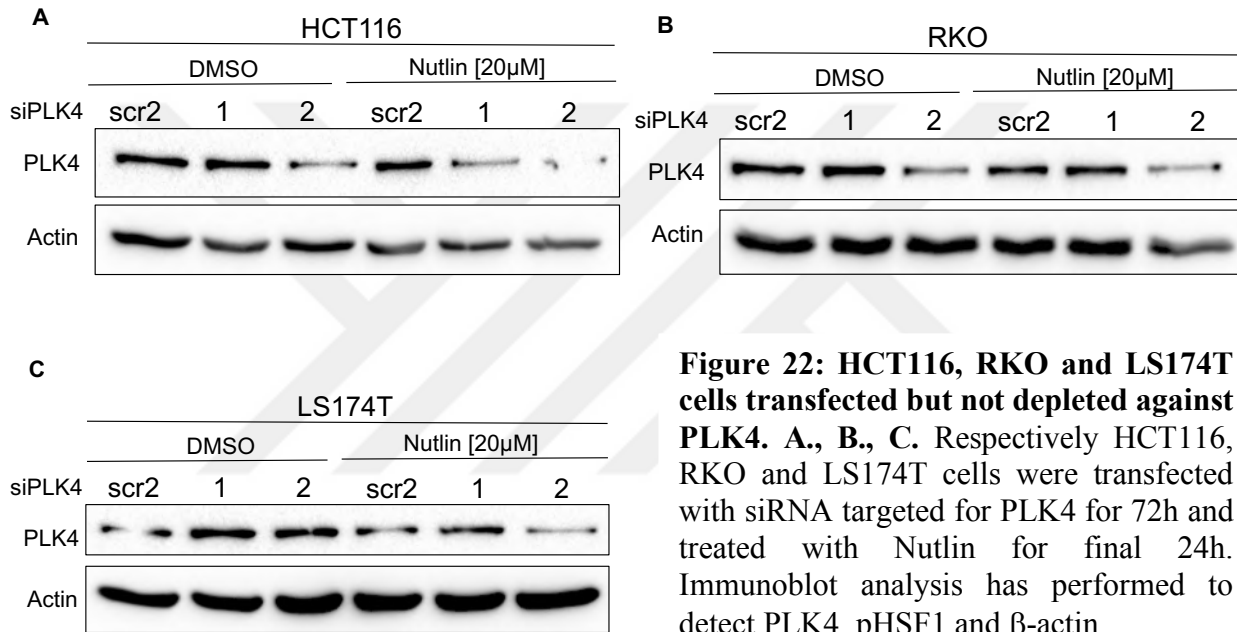 A
HCT116
DMSO Nutlin [20µM]
siPLK4 scr2 1 2 scr2 1 2
PLK4
Actin
B
RKO
DMSO Nutlin [20µM]
siPLK4 scr2 1 2 scr2 1 2
PLK4
Actin
C
LS174T
DMSO Nutlin [20µM]
siPLK4 scr2 1 2 scr2 1 2
PLK4
Actin
Figure 22: HCT116, RKO and LS174T
cells transfected but not depleted against
PLK4. A., B., C. Respectively HCT116,
RKO and LS174T cells were transfected
with siRNA targeted for PLK4 for 72h and
treated with Nutlin for final 24h.
Immunoblot analysis has performed to
detect PLK4, pHSF1 and β-actin